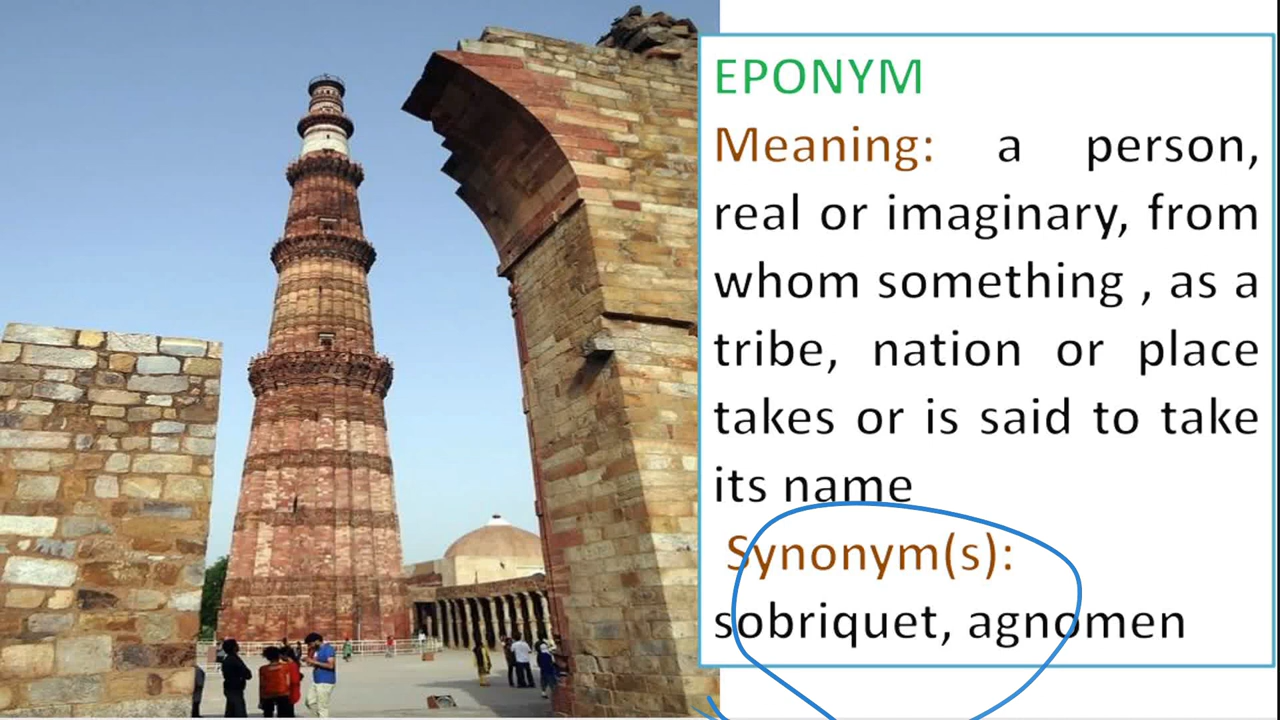 EPONYM
Meaning: a person,
real or imaginary, from
whom something , as a
tribe, nation or place
takes or is said to take
its name
Synonym(s):
sobriquet, agnomen